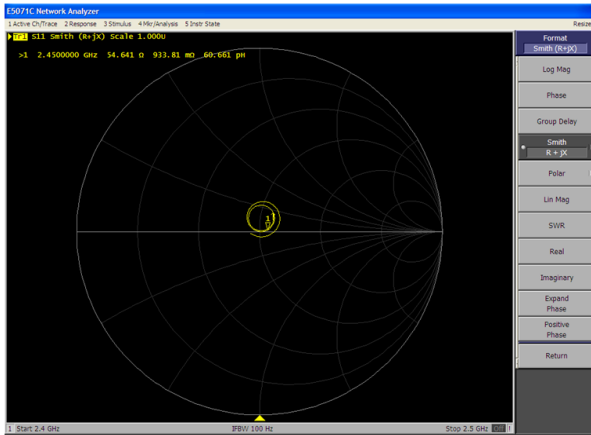 E5071C Network Analyzer
1 Active Ch/Trace 2 Response 3 Stimulus 4 Mkr/Analysis 5 Instr State
Resize
Tr1 S11 Smith (R+jX) Scale 1.000U
>1 2.4500000 GHz 54.641 Ω 933.81 mΩ 60.661 pH
1
Format
Smith (R+jX)
Log Mag
Phase
Group Delay
Smith
R + jX
Polar
Lin Mag
SWR
Real
Imaginary
Expand
Phase
Positive
Phase
Return
1 Start 2.4 GHz
IFBW 100 Hz
Stop 2.5 GHz Off !